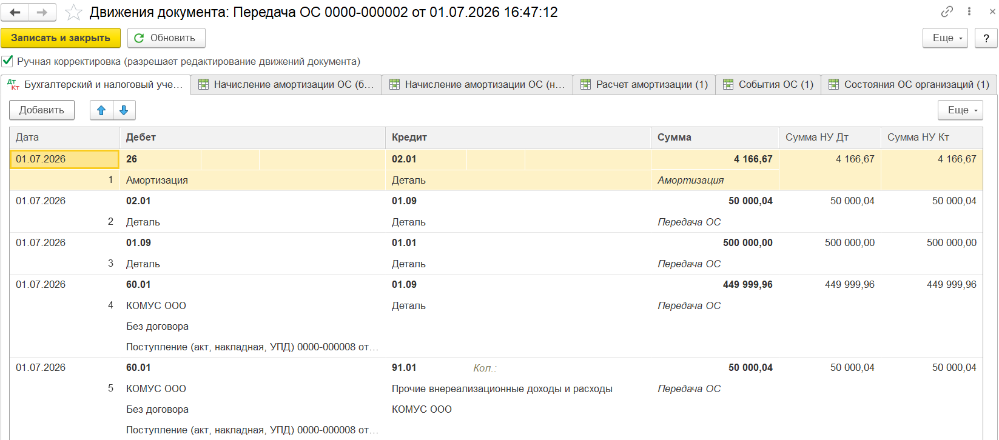 Движения документа: Передача ОС 0000-000002 от 01.07.2026 16:47:12
Записать и закрыть
Обновить
Еще
?
Ручная корректировка (разрешает редактирование движений документа)
Дт Кт Бухгалтерский и налоговый уче...
Начисление амортизации ОС (б...
Начисление амортизации ОС (н...
Расчет амортизации (1)
События ОС (1)
Состояния ОС организаций (1)
Добавить
Еще
Дата Дебет Кредит Сумма Сумма НУ Дт Сумма НУ Кт
01.07.2026 26 02.01 4 166,67 4 166,67 4 166,67
1 Амортизация Деталь Амортизация
01.07.2026 02.01 01.09 50 000,04 50 000,04 50 000,04
2 Деталь Деталь Передача ОС
01.07.2026 01.09 01.01 500 000,00 500 000,00 500 000,00
3 Деталь Деталь Передача ОС
01.07.2026 60.01 01.09 449 999,96 449 999,96 449 999,96
4 КОМУС ООО Деталь Передача ОС
Без договора
Поступление (акт, накладная, УПД) 0000-000008 от...
01.07.2026 60.01 91.01 Кол.: 50 000,04 50 000,04 50 000,04
5 КОМУС ООО Прочие внереализационные доходы и расходы Передача ОС
Без договора КОМУС ООО
Поступление (акт, накладная, УПД) 0000-000008 от...